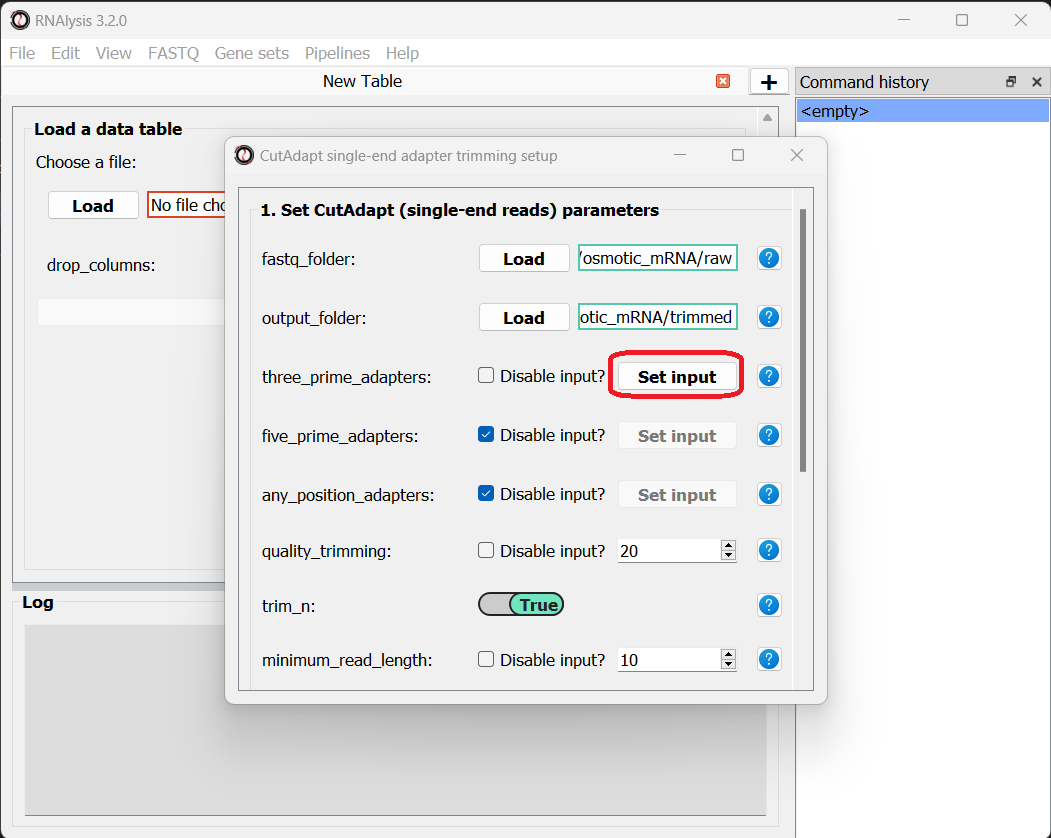 RNAlysis 3.2.0
File Edit View FASTQ Gene sets Pipelines Help
New Table
+
Command history
<empty>
Load a data table
Choose a file:
Load No file cho
drop_columns:
Log
CutAdapt single-end adapter trimming setup
1. Set CutAdapt (single-end reads) parameters
fastq_folder: Load /osmotic_mRNA/raw ?
output_folder: Load otic_mRNA/trimmed ?
three_prime_adapters: Disable input? Set input ?
five_prime_adapters: Disable input? Set input ?
any_position_adapters: Disable input? Set input ?
quality_trimming: Disable input? 20 ?
trim_n: True ?
minimum_read_length: Disable input? 10 ?